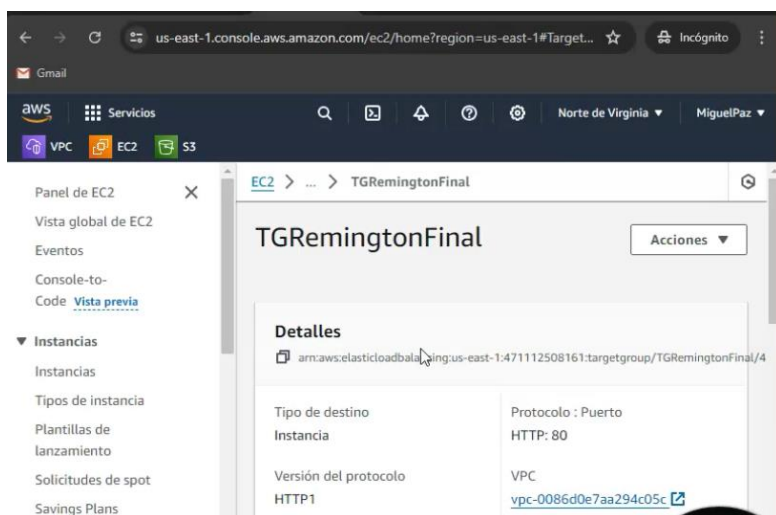 us-east-1.console.aws.amazon.com/ec2/home?region=us-east-1#Target...
Incógnito
Gmail
aws
Servicios
Norte de Virginia
MiguelPaz
VPC
EC2
S3
Panel de EC2
Vista global de EC2
Eventos
Console-to-
Code Vista previa
Instancias
Instancias
Tipos de instancia
Plantillas de
lanzamiento
Solicitudes de spot
Savings Plans
EC2 > ... > TGRemingtonFinal
TGRemingtonFinal
Acciones
Detalles
arn:aws:elasticloadbalancing:us-east-1:471112508161:targetgroup/TGRemingtonFinal/4
Tipo de destino
Instancia
Protocolo : Puerto
HTTP: 80
Versión del protocolo
HTTP1
VPC
vpc-0086d0e7aa294c05c